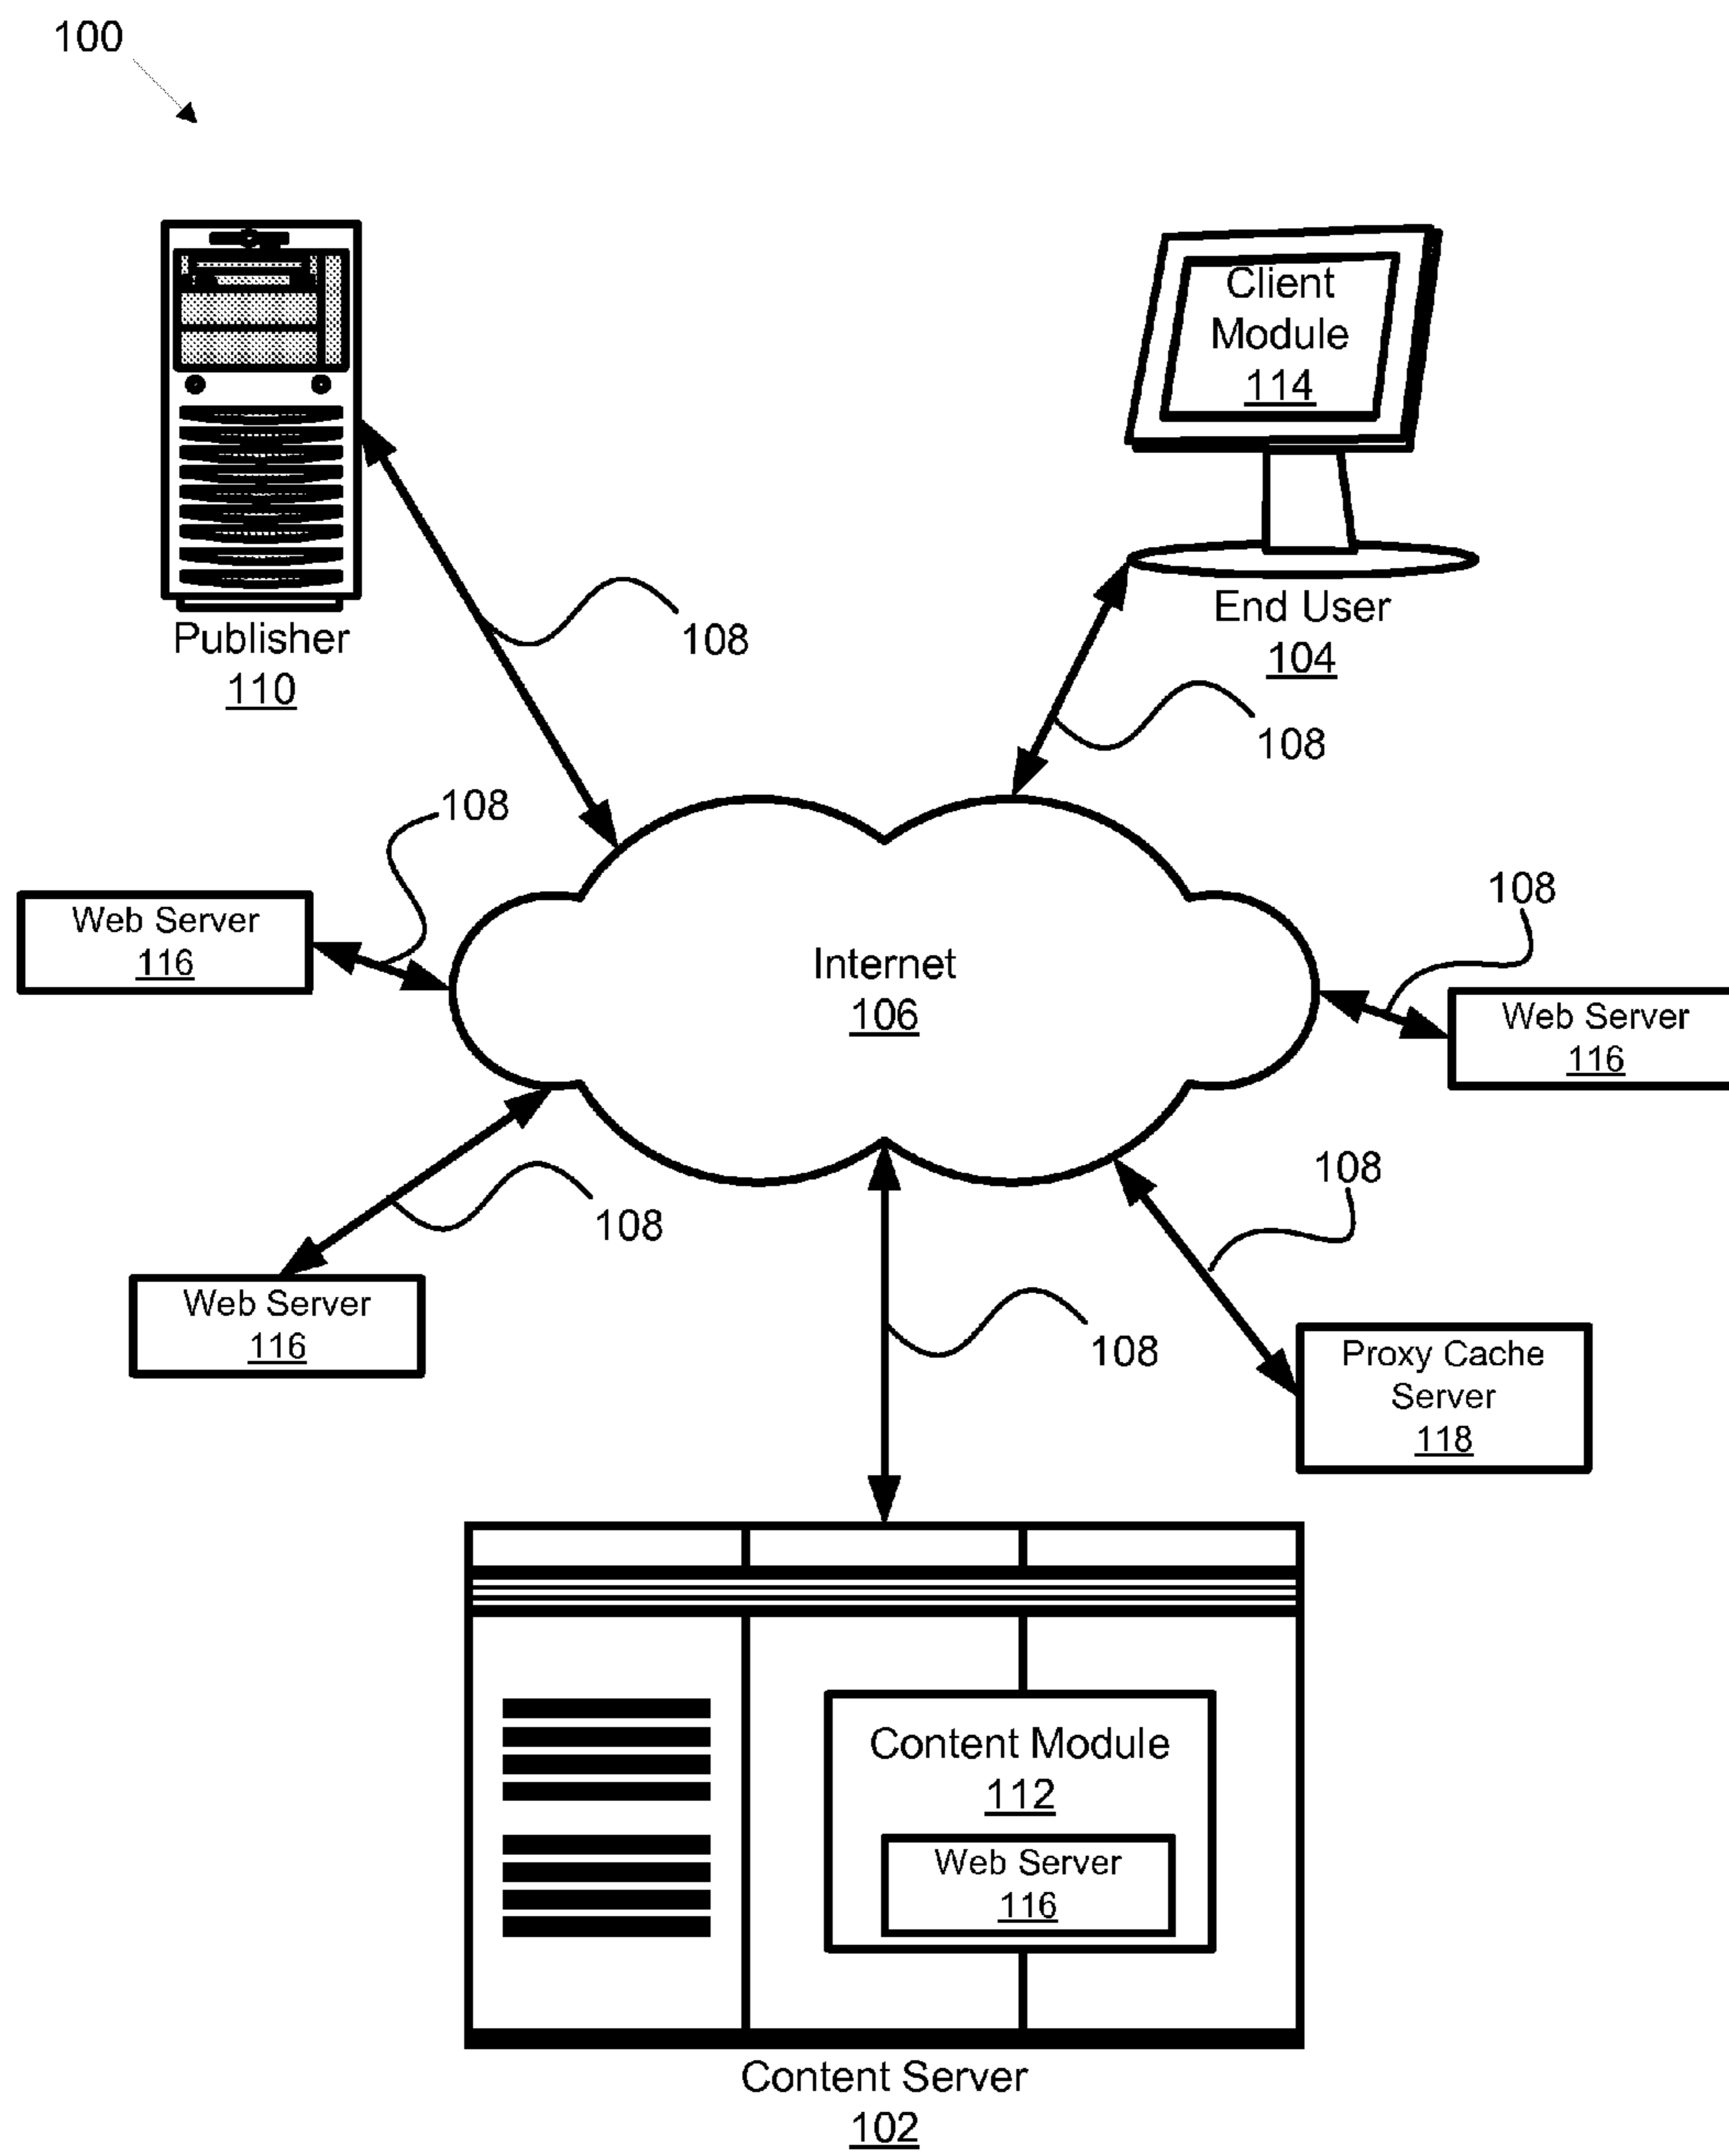 100
Client
Module
114
Publisher
110
108
End User
104
108
108
Web Server
116
Internet
106
108
Web Server
116
108
108
Web Server
116
108
Proxy Cache
Server
118
Content Module
112
Web Server
116
Content Server
102